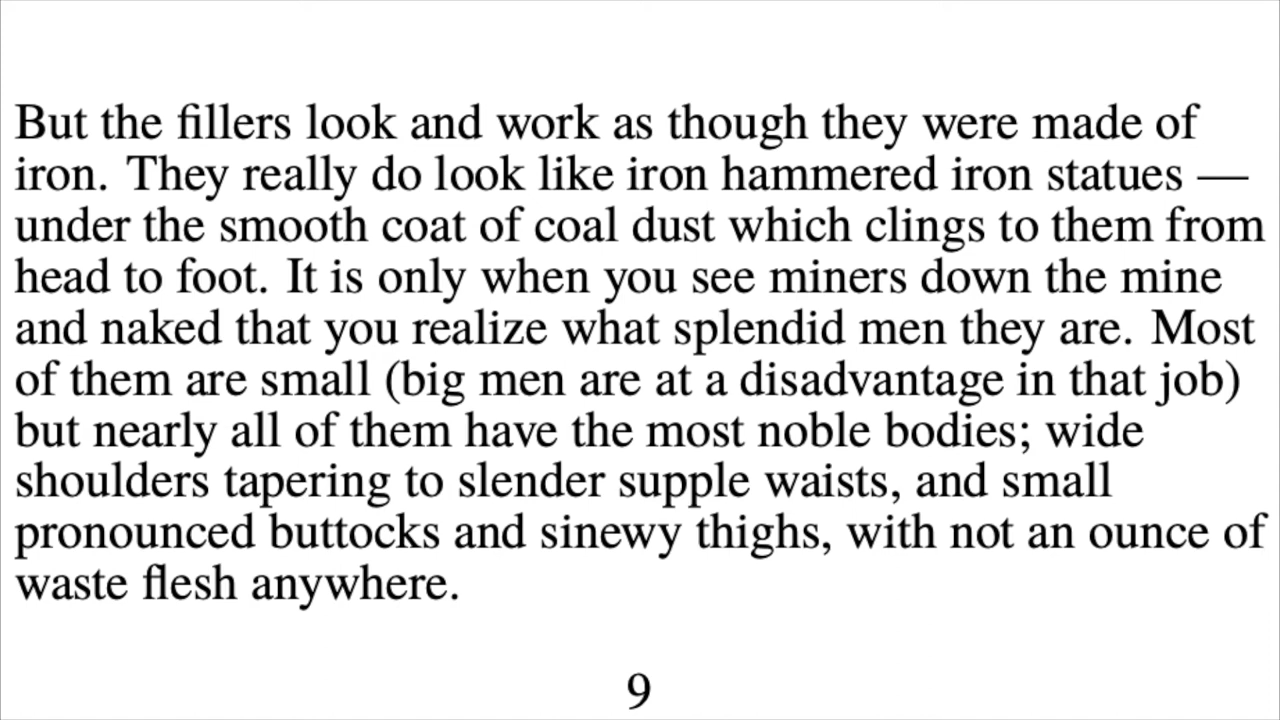 But the fillers look and work as though they were made of
iron. They really do look like iron hammered iron statues —
under the smooth coat of coal dust which clings to them from
head to foot. It is only when you see miners down the mine
and naked that you realize what splendid men they are. Most
of them are small (big men are at a disadvantage in that job)
but nearly all of them have the most noble bodies; wide
shoulders tapering to slender supple waists, and small
pronounced buttocks and sinewy thighs, with not an ounce of
waste flesh anywhere.
9